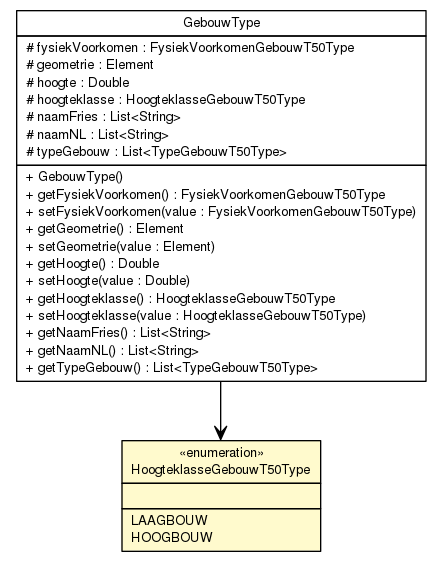 GebouwType
# fysiekVoorkomen : FysiekVoorkomenGebouwT50Type
# geometrie : Element
# hoogte : Double
# hoogteklasse : HoogteklasseGebouwT50Type
# naamFries : List<String>
# naamNL : List<String>
# typeGebouw : List<TypeGebouwT50Type>
+ GebouwType()
+ getFysiekVoorkomen() : FysiekVoorkomenGebouwT50Type
+ setFysiekVoorkomen(value : FysiekVoorkomenGebouwT50Type)
+ getGeometrie() : Element
+ setGeometrie(value : Element)
+ getHoogte() : Double
+ setHoogte(value : Double)
+ getHoogteklasse() : HoogteklasseGebouwT50Type
+ setHoogteklasse(value : HoogteklasseGebouwT50Type)
+ getNaamFries() : List<String>
+ getNaamNL() : List<String>
+ getTypeGebouw() : List<TypeGebouwT50Type>
«enumeration»
HoogteklasseGebouwT50Type
LAAGBOUW
HOOGBOUW